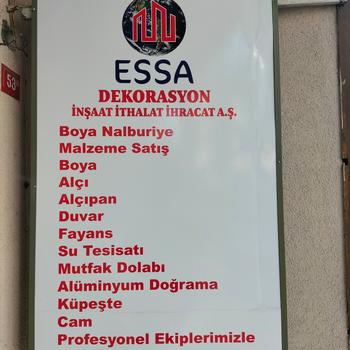 53
ESSA
DEKORASYON
İNŞAAT İTHALAT İHRACAT A.Ş.
Boya Nalburiye
Malzeme Satış
Boya
Alçı
Alçıpan
Duvar
Fayans
Su Tesisatı
Mutfak Dolabı
Alüminyum Doğrama
Küpeşte
Cam
Profesyonel Ekiplerimizle